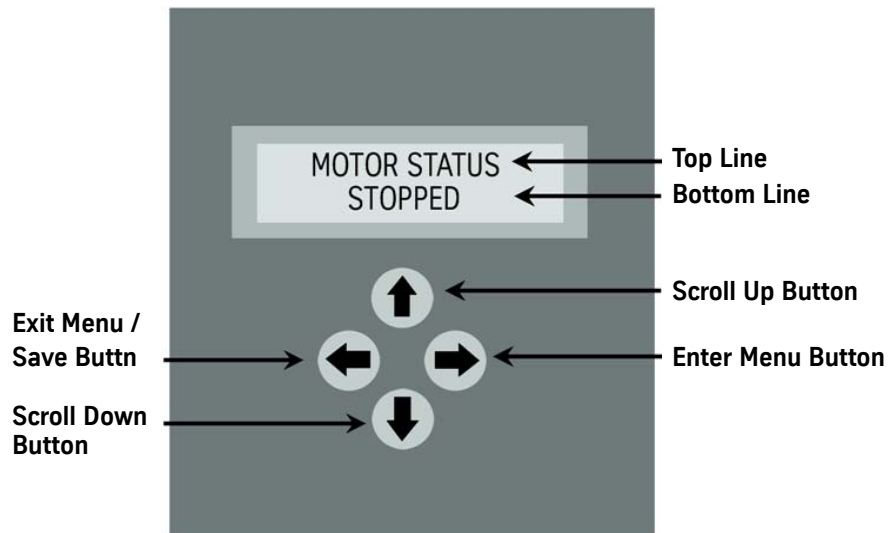 MOTOR STATUS
STOPPED
Top Line
Bottom Line
Scroll Up Button
Exit Menu /
Save Buttn
Enter Menu Button
Scroll Down
Button